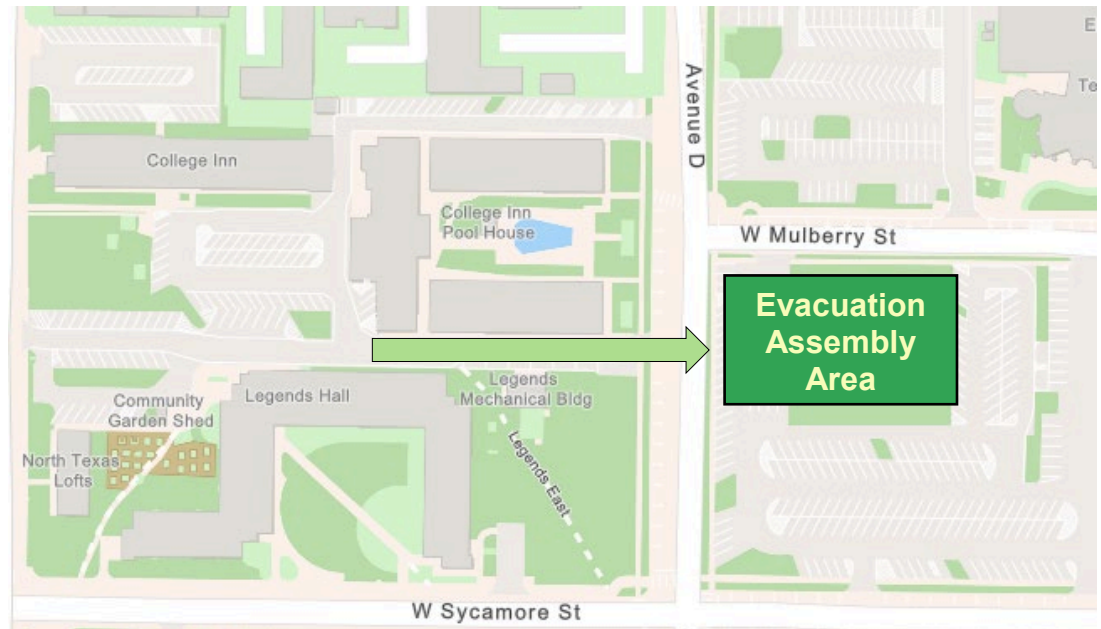 Avenue D
E
Te
College Inn
College Inn
Pool House
W Mulberry St
Evacuation
Assembly
Area
Legends Hall
Legends
Mechanical Bldg
Community
Garden Shed
North Texas
Lofts
Legends East
W Sycamore St